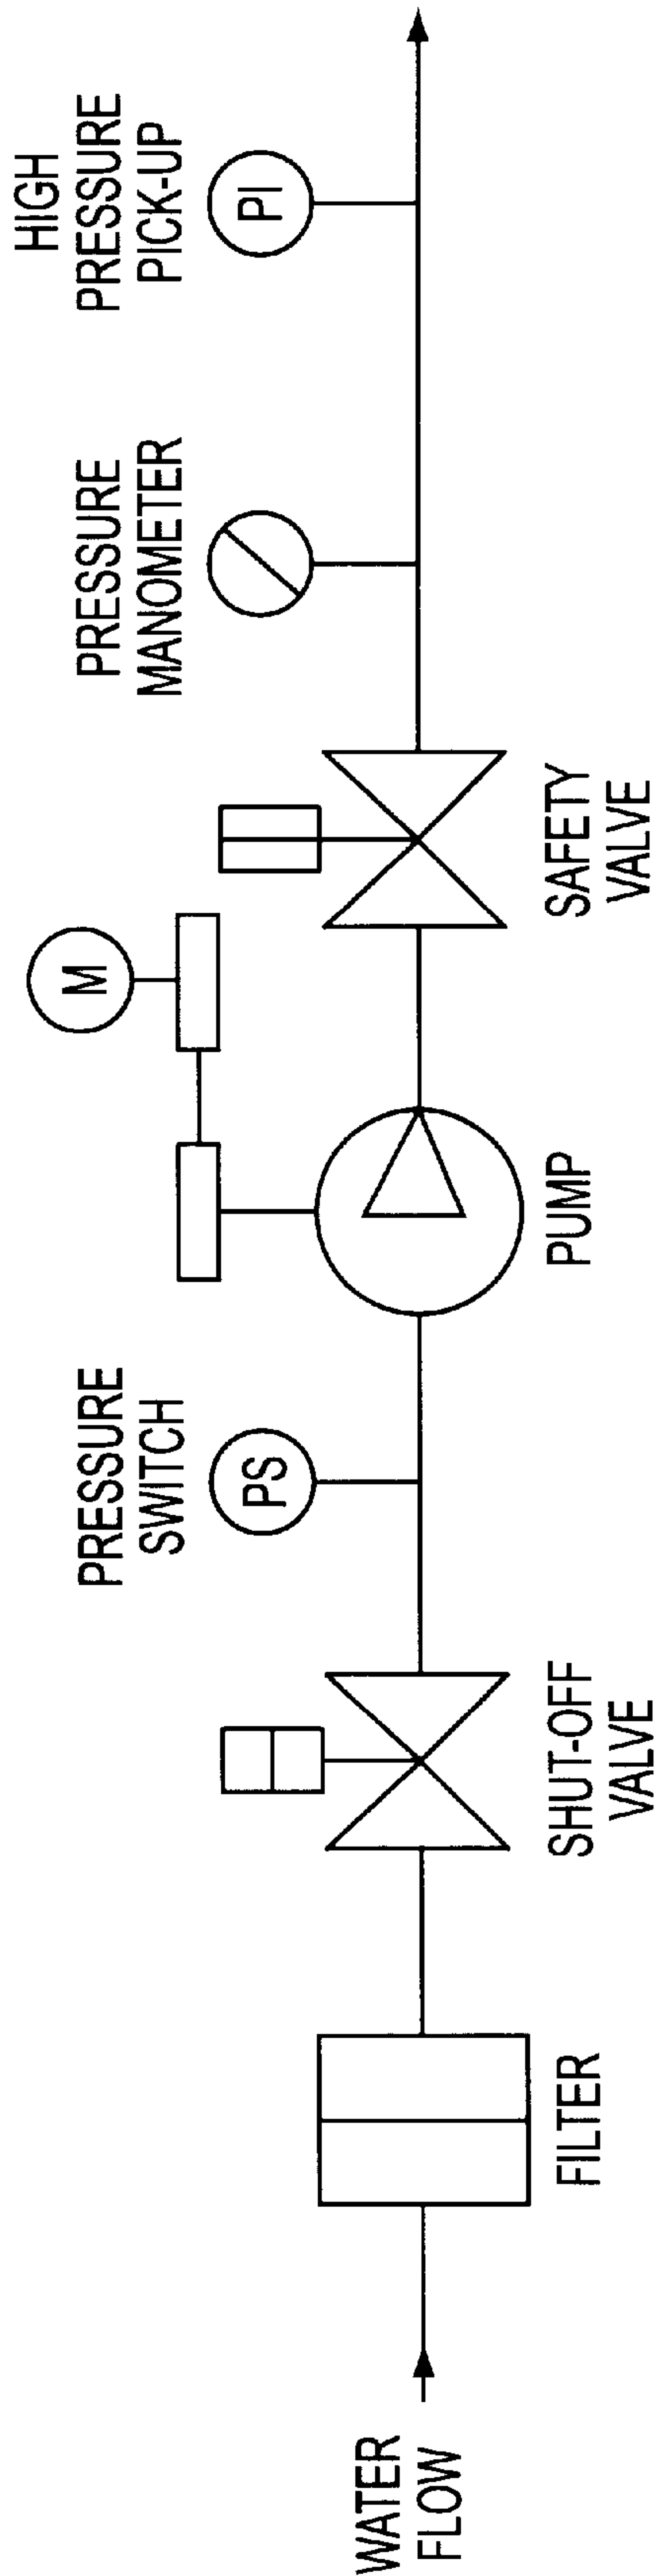 WATER
FLOW
FILTER
SHUT-OFF
VALVE
PRESSURE
SWITCH
PS
PUMP
M
SAFETY
VALVE
PRESSURE
MANOMETER
HIGH
PRESSURE
PICK-UP
PI